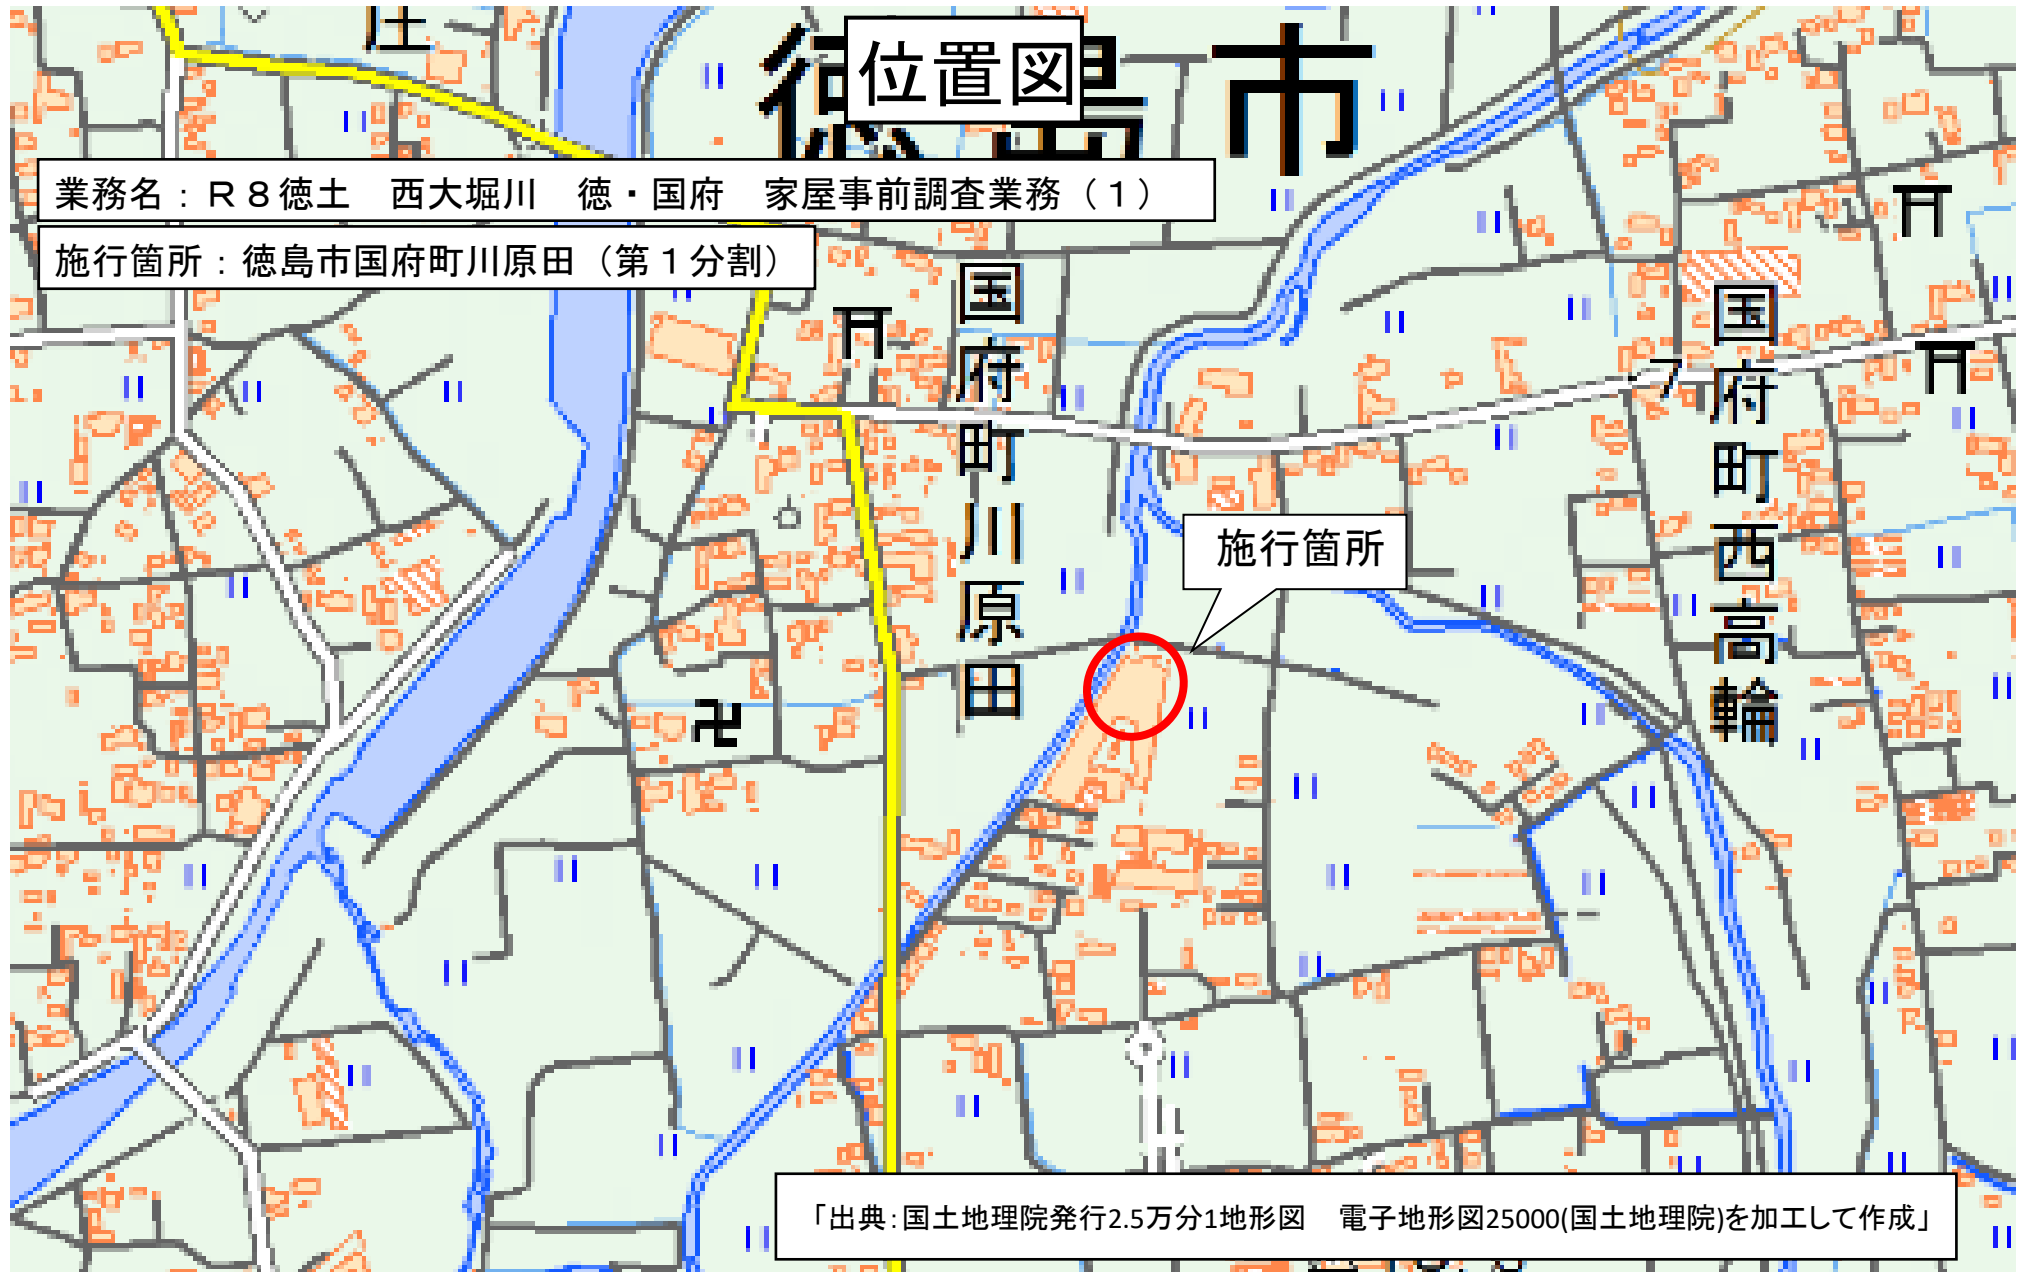 位置図
徳島市
業務名：Ｒ８徳土　西大堀川　徳・国府　家屋事前調査業務（１）
施行箇所：徳島市国府町川原田（第１分割）
国府町川原田
国府町西高輪
・7
施行箇所
「出典：国土地理院発行2.5万分1地形図　電子地形図25000(国土地理院)を加工して作成」